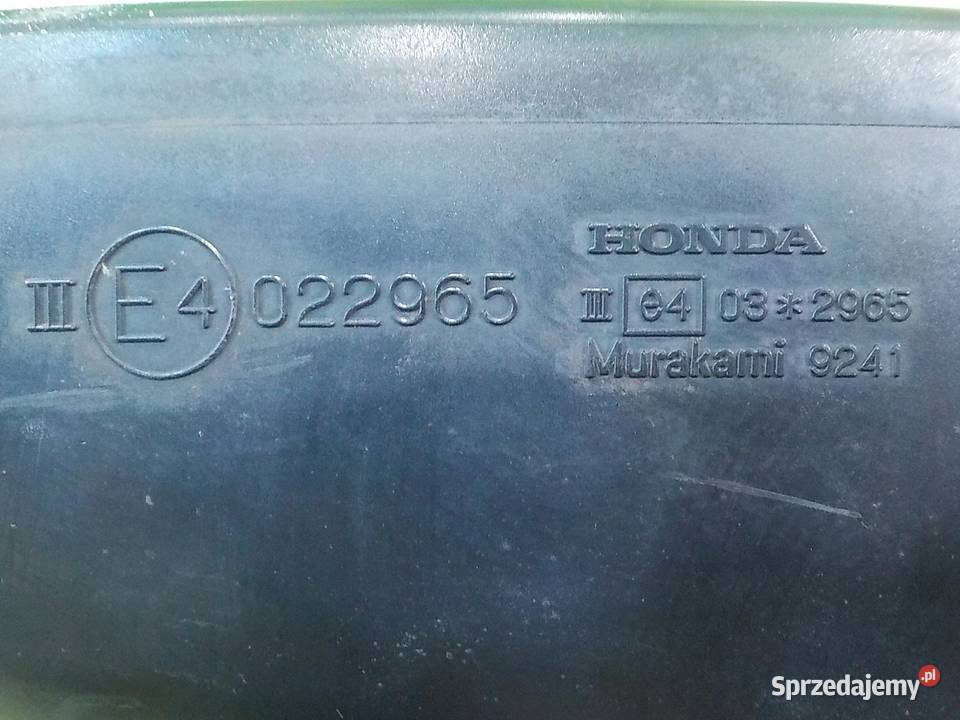 III E4 022965
HONDA
III e4 03*2965
Murakami 9241
Sprzedajemy.pl